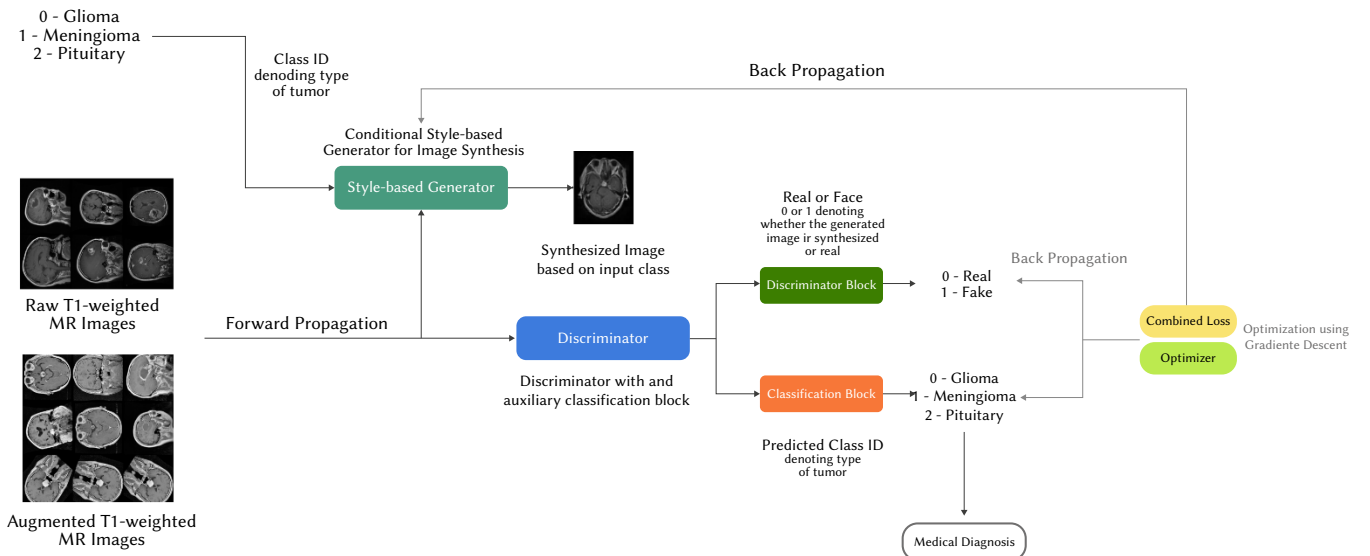 0 - Glioma
1 - Meningioma
2 - Pituitary
Class ID
denoding type
of tumor
Back Propagation
Conditional Style-based
Generator for Image Synthesis
Style-based Generator
Synthesized Image
based on input class
Raw T1-weighted
MR Images
Forward Propagation
Augmented T1-weighted
MR Images
Discriminator
Discriminator with and
auxiliary classification block
Real or Face
0 or 1 denoting
whether the generated
image ir synthesized
or real
Discriminator Block
0 - Real
1 - Fake
Back Propagation
Combined Loss
Optimizer
Optimization using
Gradiente Descent
Classification Block
0 - Glioma
1 - Meningioma
2 - Pituitary
Predicted Class ID
denoting type
of tumor
Medical Diagnosis